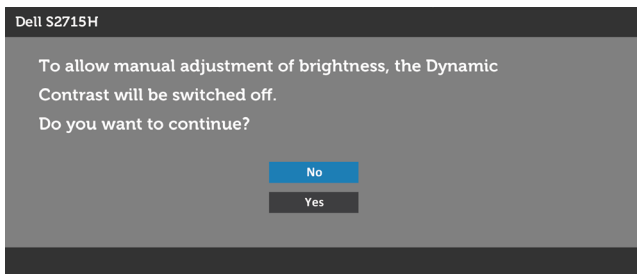 Dell S2715H
To allow manual adjustment of brightness, the Dynamic
Contrast will be switched off.
Do you want to continue?
No
Yes